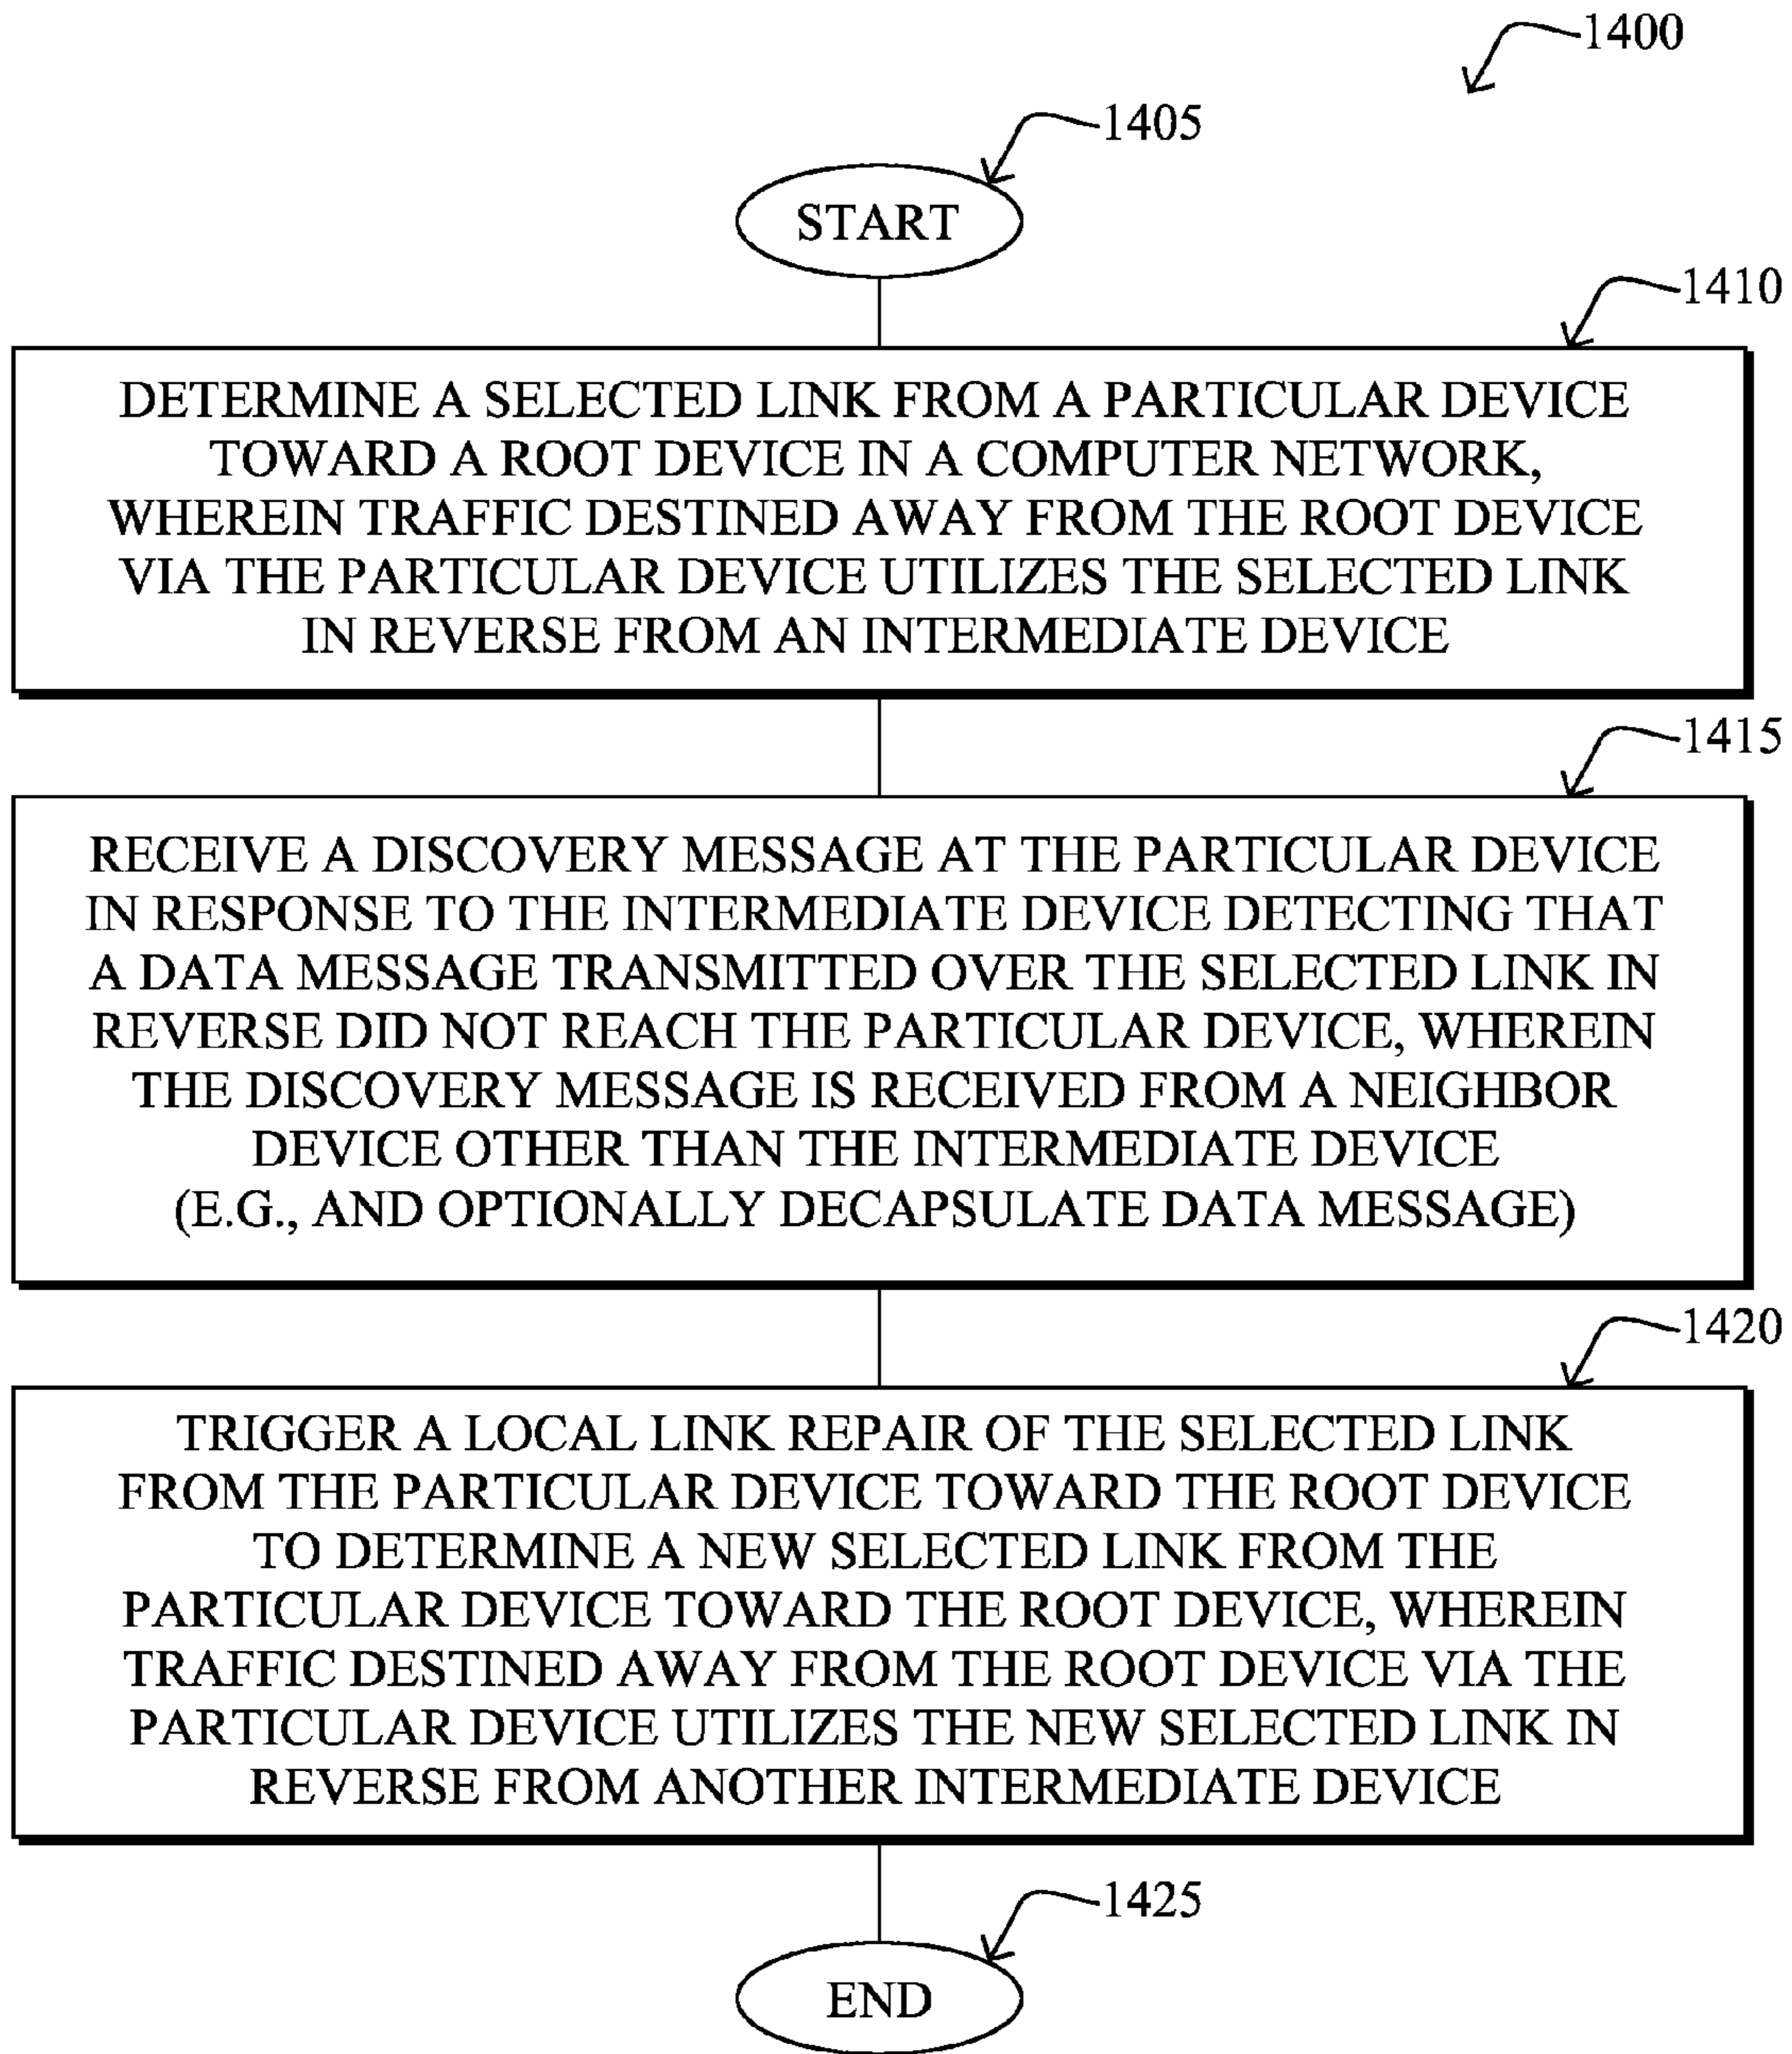 1400
1405
START
1410
DETERMINE A SELECTED LINK FROM A PARTICULAR DEVICE
TOWARD A ROOT DEVICE IN A COMPUTER NETWORK,
WHEREIN TRAFFIC DESTINED AWAY FROM THE ROOT DEVICE
VIA THE PARTICULAR DEVICE UTILIZES THE SELECTED LINK
IN REVERSE FROM AN INTERMEDIATE DEVICE
1415
RECEIVE A DISCOVERY MESSAGE AT THE PARTICULAR DEVICE
IN RESPONSE TO THE INTERMEDIATE DEVICE DETECTING THAT
A DATA MESSAGE TRANSMITTED OVER THE SELECTED LINK IN
REVERSE DID NOT REACH THE PARTICULAR DEVICE, WHEREIN
THE DISCOVERY MESSAGE IS RECEIVED FROM A NEIGHBOR
DEVICE OTHER THAN THE INTERMEDIATE DEVICE
(E.G., AND OPTIONALLY DECAPSULATE DATA MESSAGE)
1420
TRIGGER A LOCAL LINK REPAIR OF THE SELECTED LINK
FROM THE PARTICULAR DEVICE TOWARD THE ROOT DEVICE
TO DETERMINE A NEW SELECTED LINK FROM THE
PARTICULAR DEVICE TOWARD THE ROOT DEVICE, WHEREIN
TRAFFIC DESTINED AWAY FROM THE ROOT DEVICE VIA THE
PARTICULAR DEVICE UTILIZES THE NEW SELECTED LINK IN
REVERSE FROM ANOTHER INTERMEDIATE DEVICE
1425
END